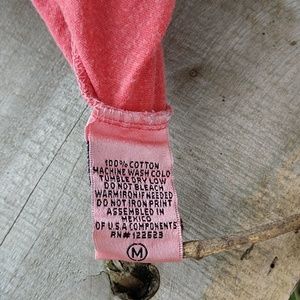 100% COTTON
MACHINE WASH COLD
TUMBLE DRY LOW
DO NOT BLEACH
WARM IRON IF NEEDED
DO NOT IRON PRINT
ASSEMBLED IN
MEXICO
OF U.S.A COMPONENTS
RN# 122629
M